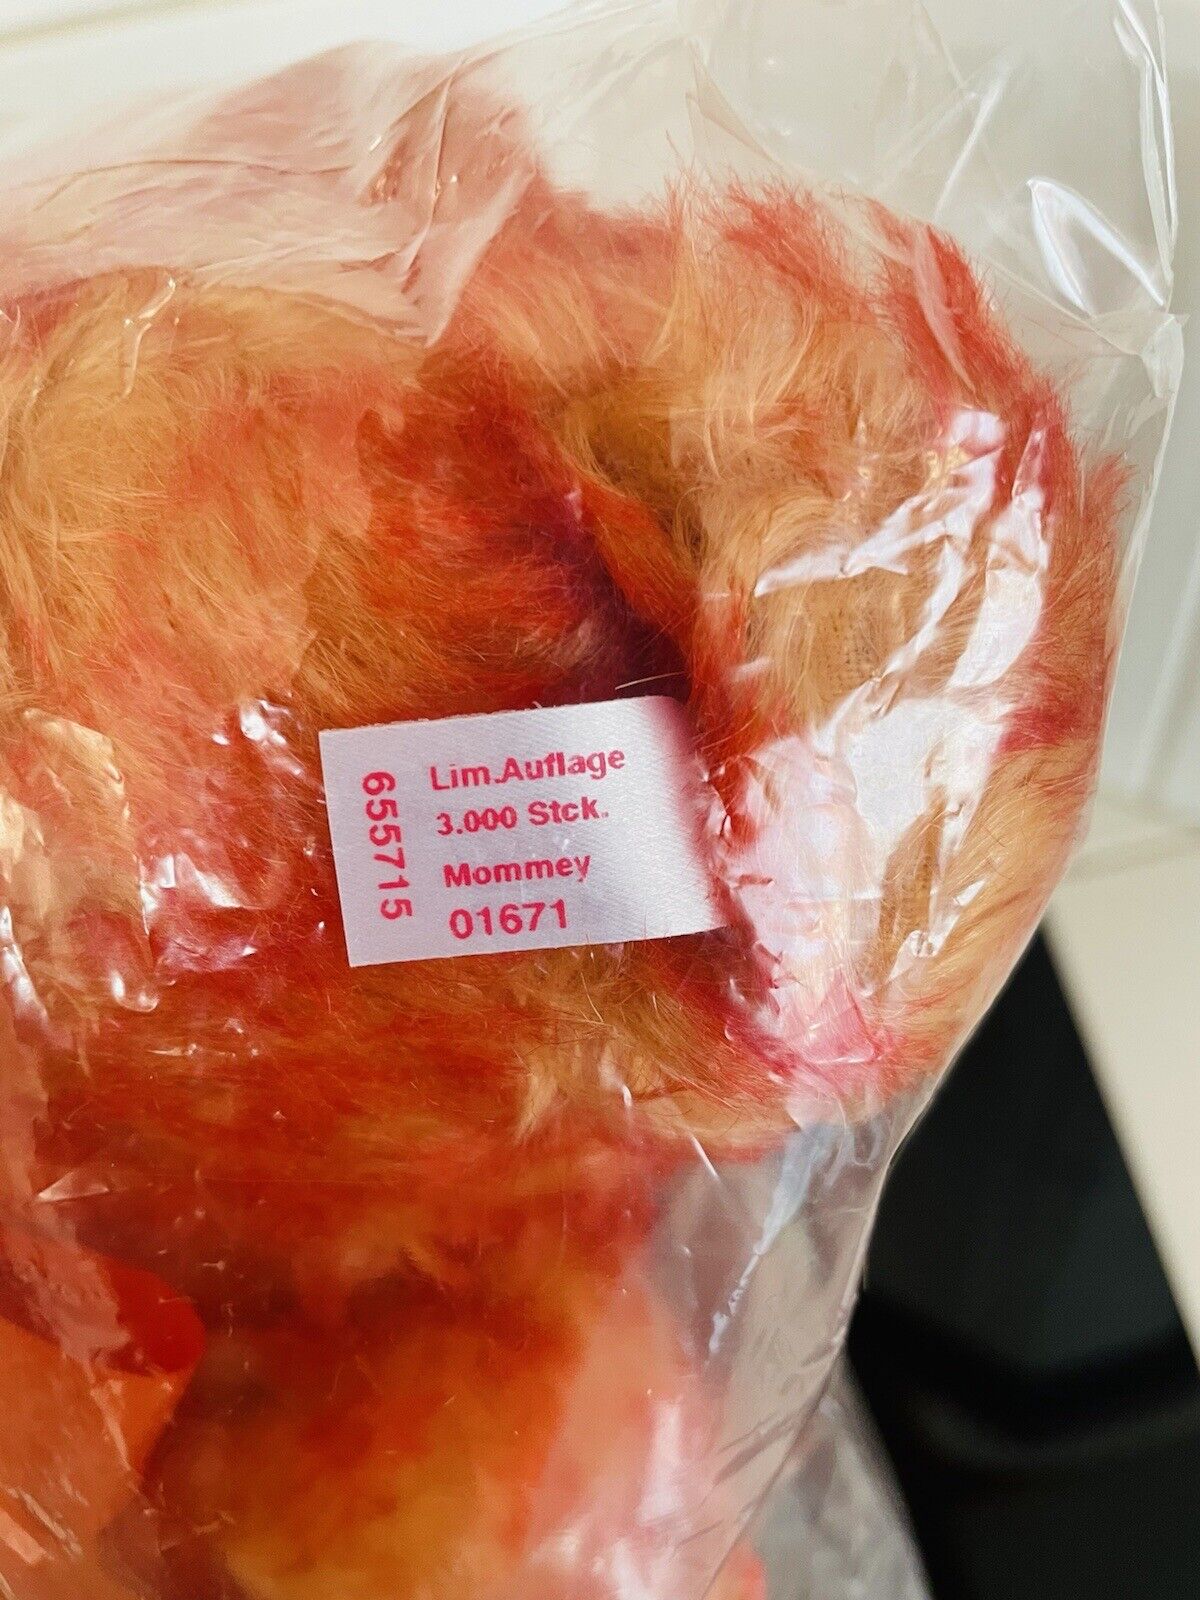 Lim.Auflage
3.000 Stck.
Mommey
01671
655715